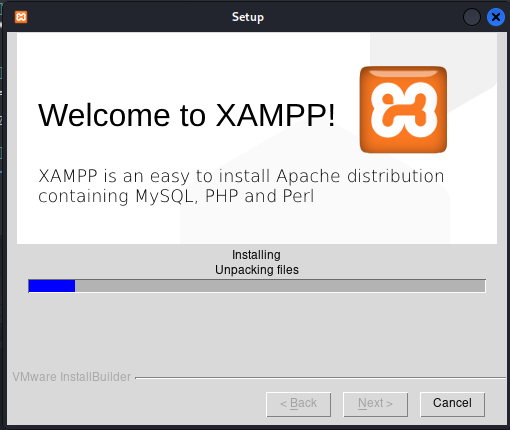 Setup
Welcome to XAMPP!
XAMPP is an easy to install Apache distribution
containing MySQL, PHP and Perl
Installing
Unpacking files
VMware InstallBuilder
< Back
Next >
Cancel